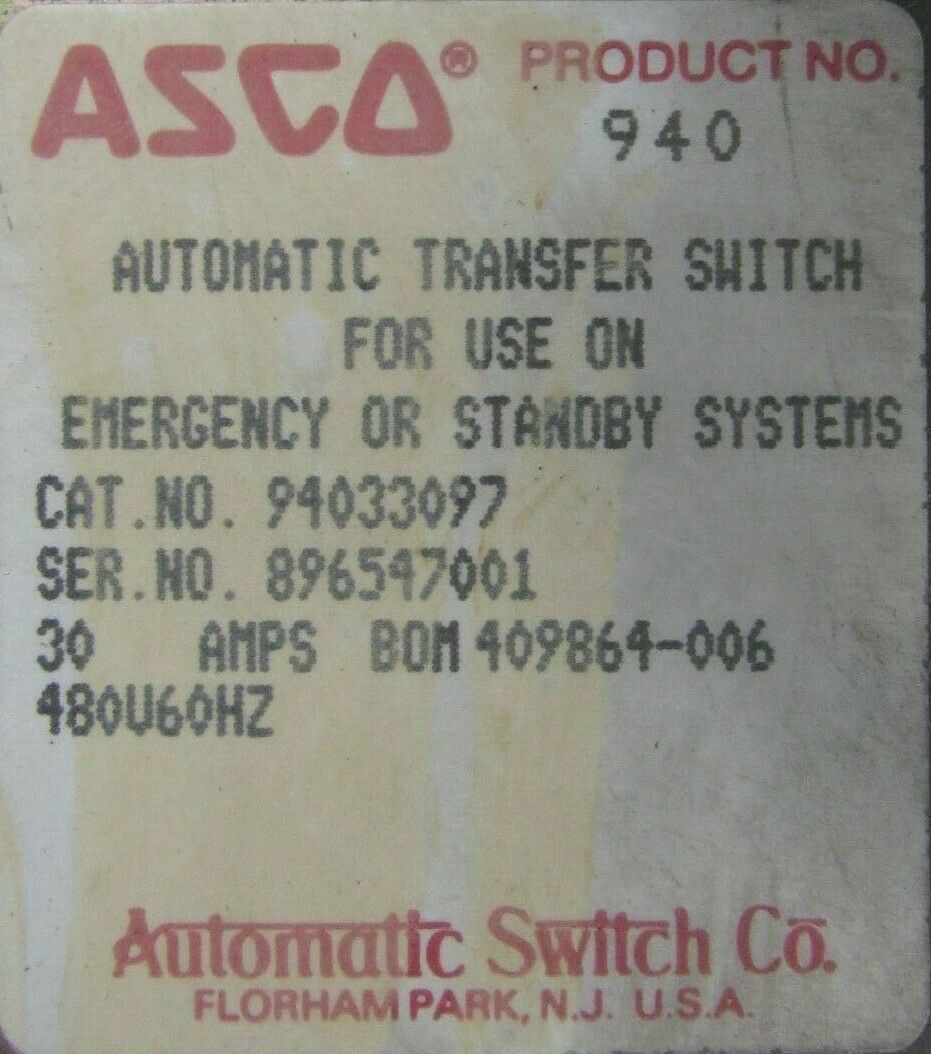 ASCO® PRODUCT NO.
940
AUTOMATIC TRANSFER SWITCH
FOR USE ON
EMERGENCY OR STANDBY SYSTEMS
CAT.NO. 94033097
SER.NO. 896547001
30 AMPS BOM 409864-006
480V60HZ
Automatic Switch Co.
FLORHAM PARK, N.J. U.S.A.